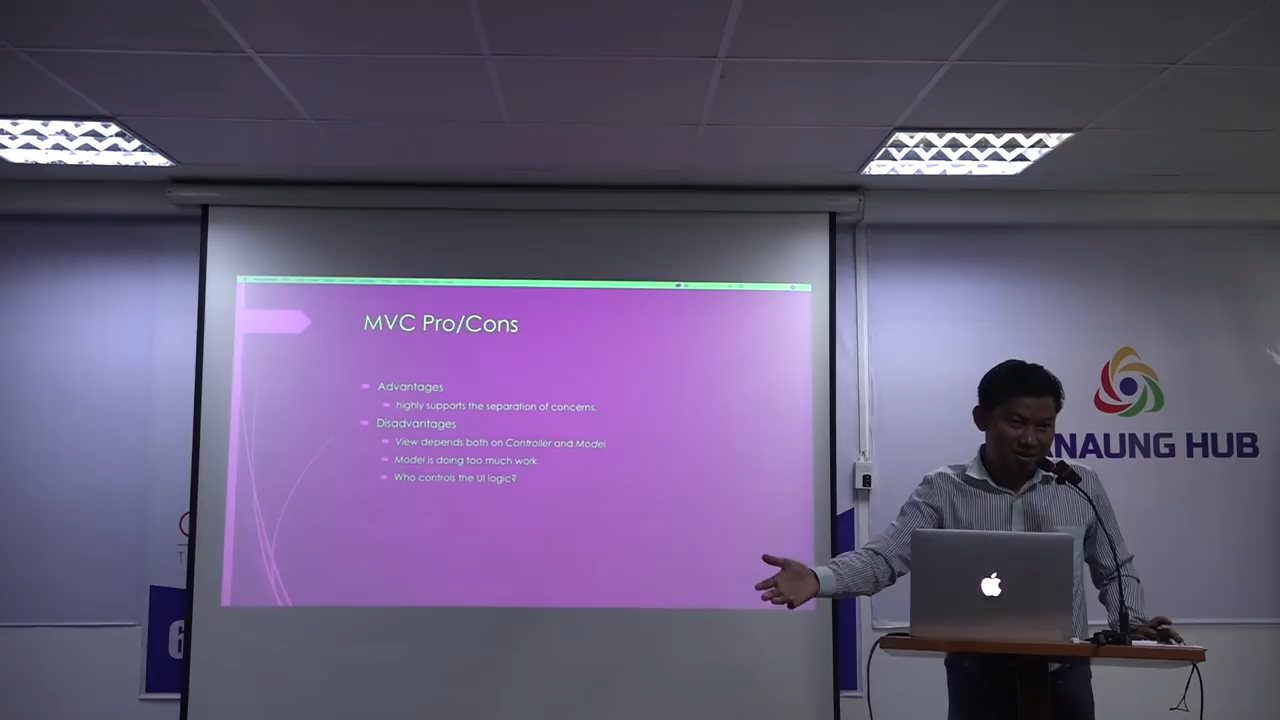 MVC Pro/Cons
Advantages
highly supports the separation of concerns.
Disadvantages
View depends both on Controller and Model
Model is doing too much work
Who controls the UI logic?
NAUNG HUB
6